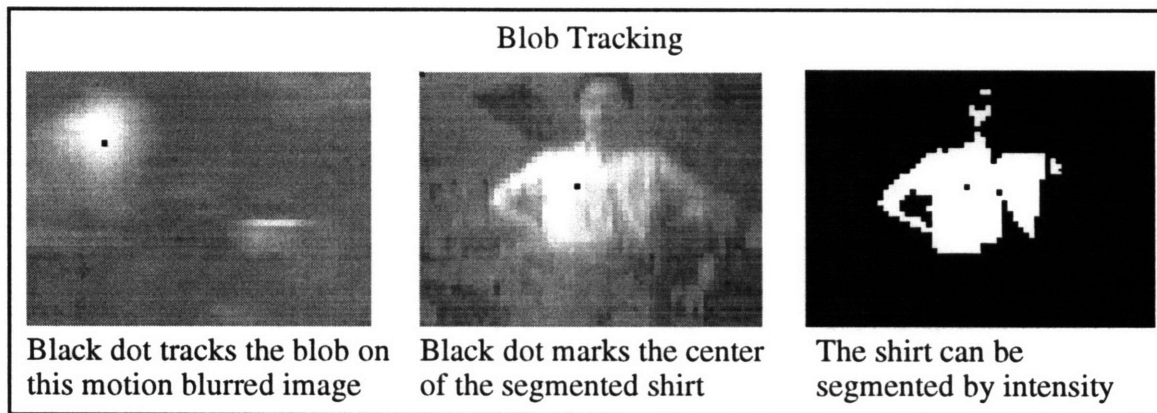 Blob Tracking
Black dot tracks the blob on
this motion blurred image
Black dot marks the center
of the segmented shirt
The shirt can be
segmented by intensity